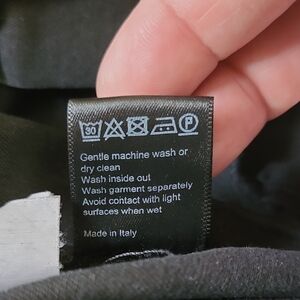 30 P
Gentle machine wash or
dry clean
Wash inside out
Wash garment separately
Avoid contact with light
surfaces when wet
Made in Italy